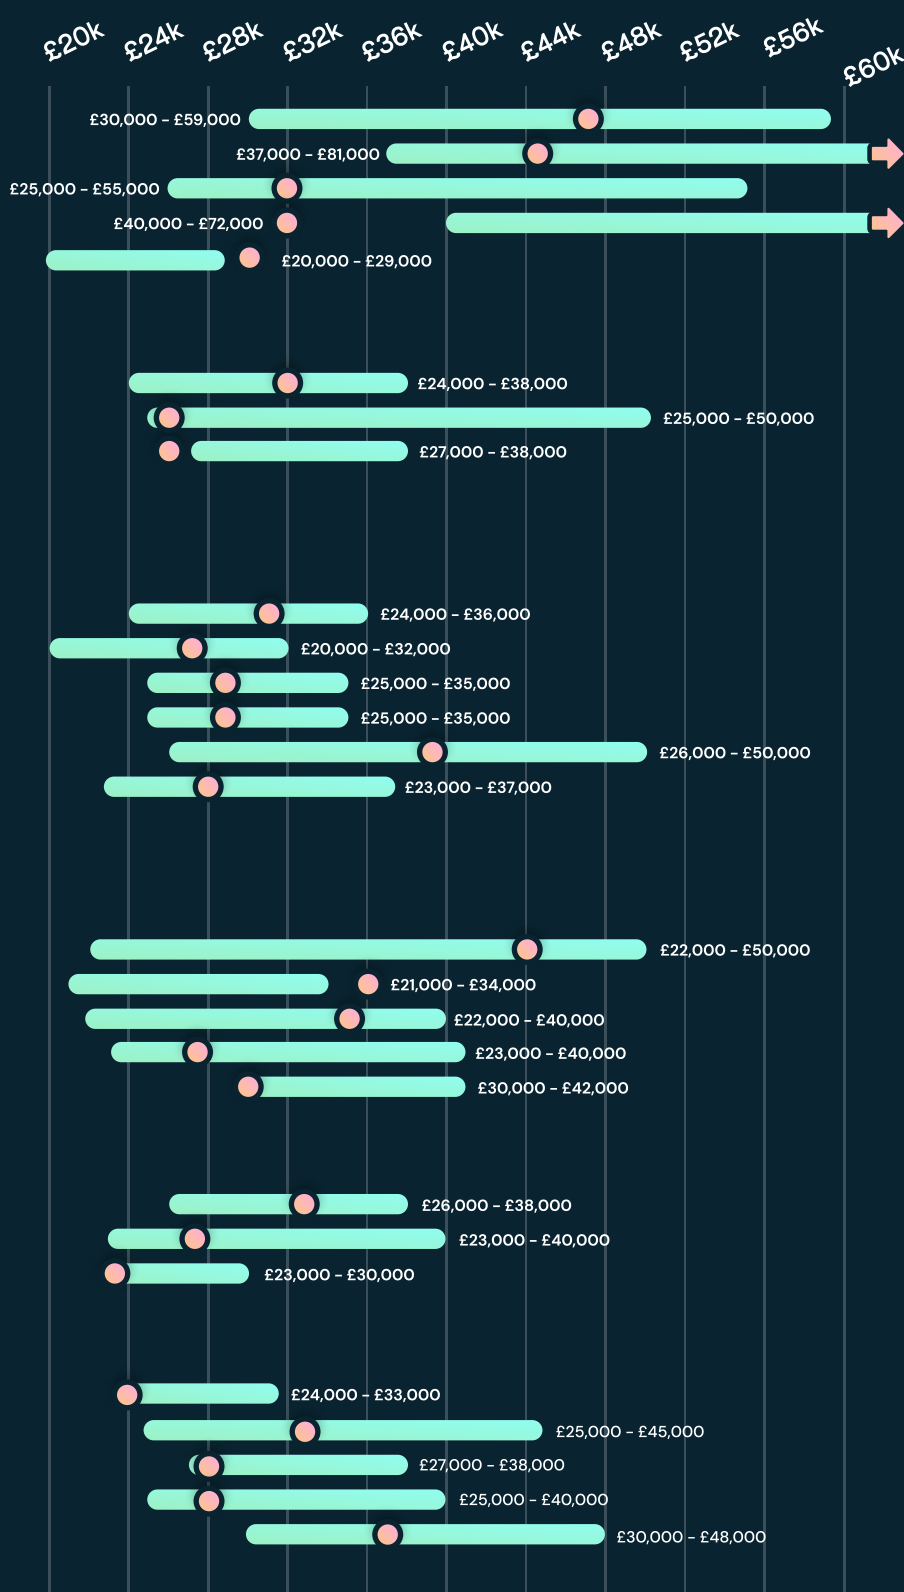 £20k £24k £28k £32k £36k £40k £44k £48k £52k £56k £60k
£30,000 – £59,000
£37,000 – £81,000
£25,000 – £55,000
£40,000 – £72,000
£20,000 – £29,000
£24,000 – £38,000
£25,000 – £50,000
£27,000 – £38,000
£24,000 – £36,000
£20,000 – £32,000
£25,000 – £35,000
£25,000 – £35,000
£26,000 – £50,000
£23,000 – £37,000
£22,000 – £50,000
£21,000 – £34,000
£22,000 – £40,000
£23,000 – £40,000
£30,000 – £42,000
£26,000 – £38,000
£23,000 – £40,000
£23,000 – £30,000
£24,000 – £33,000
£25,000 – £45,000
£27,000 – £38,000
£25,000 – £40,000
£30,000 – £48,000